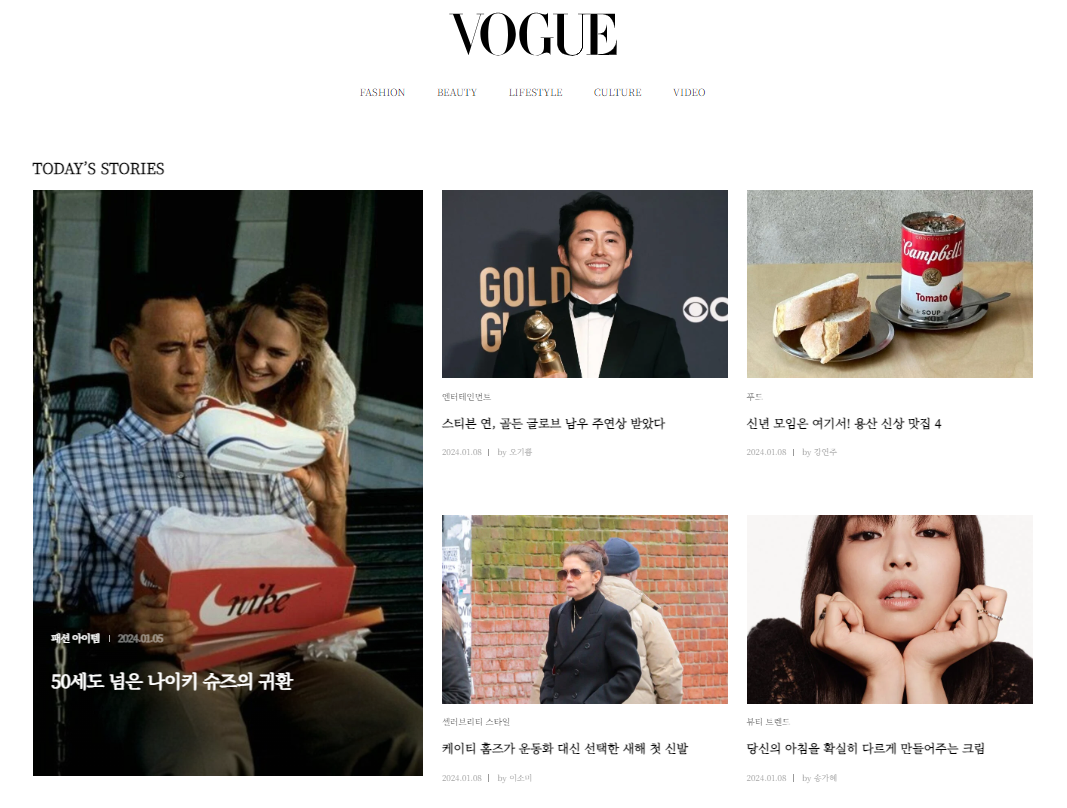 VOGUE
FASHION BEAUTY LIFESTYLE CULTURE VIDEO
TODAY'S STORIES
nike
패션 아이템 | 2024.01.05
50세도 넘은 나이키 슈즈의 귀환
GOLD
G
엔터테인먼트
스티븐 연, 골든 글로브 남우 주연상 받았다
2024.01.08 | by 오기쁨
Campbell's
Tomato
SOUP
푸드
신년 모임은 여기서! 용산 신상 맛집 4
2024.01.08 | by 강연주
셀러브리티 스타일
케이티 홈즈가 운동화 대신 선택한 새해 첫 신발
2024.01.08 | by 이소미
뷰티 트렌드
당신의 아침을 확실히 다르게 만들어주는 크림
2024.01.08 | by 송가혜